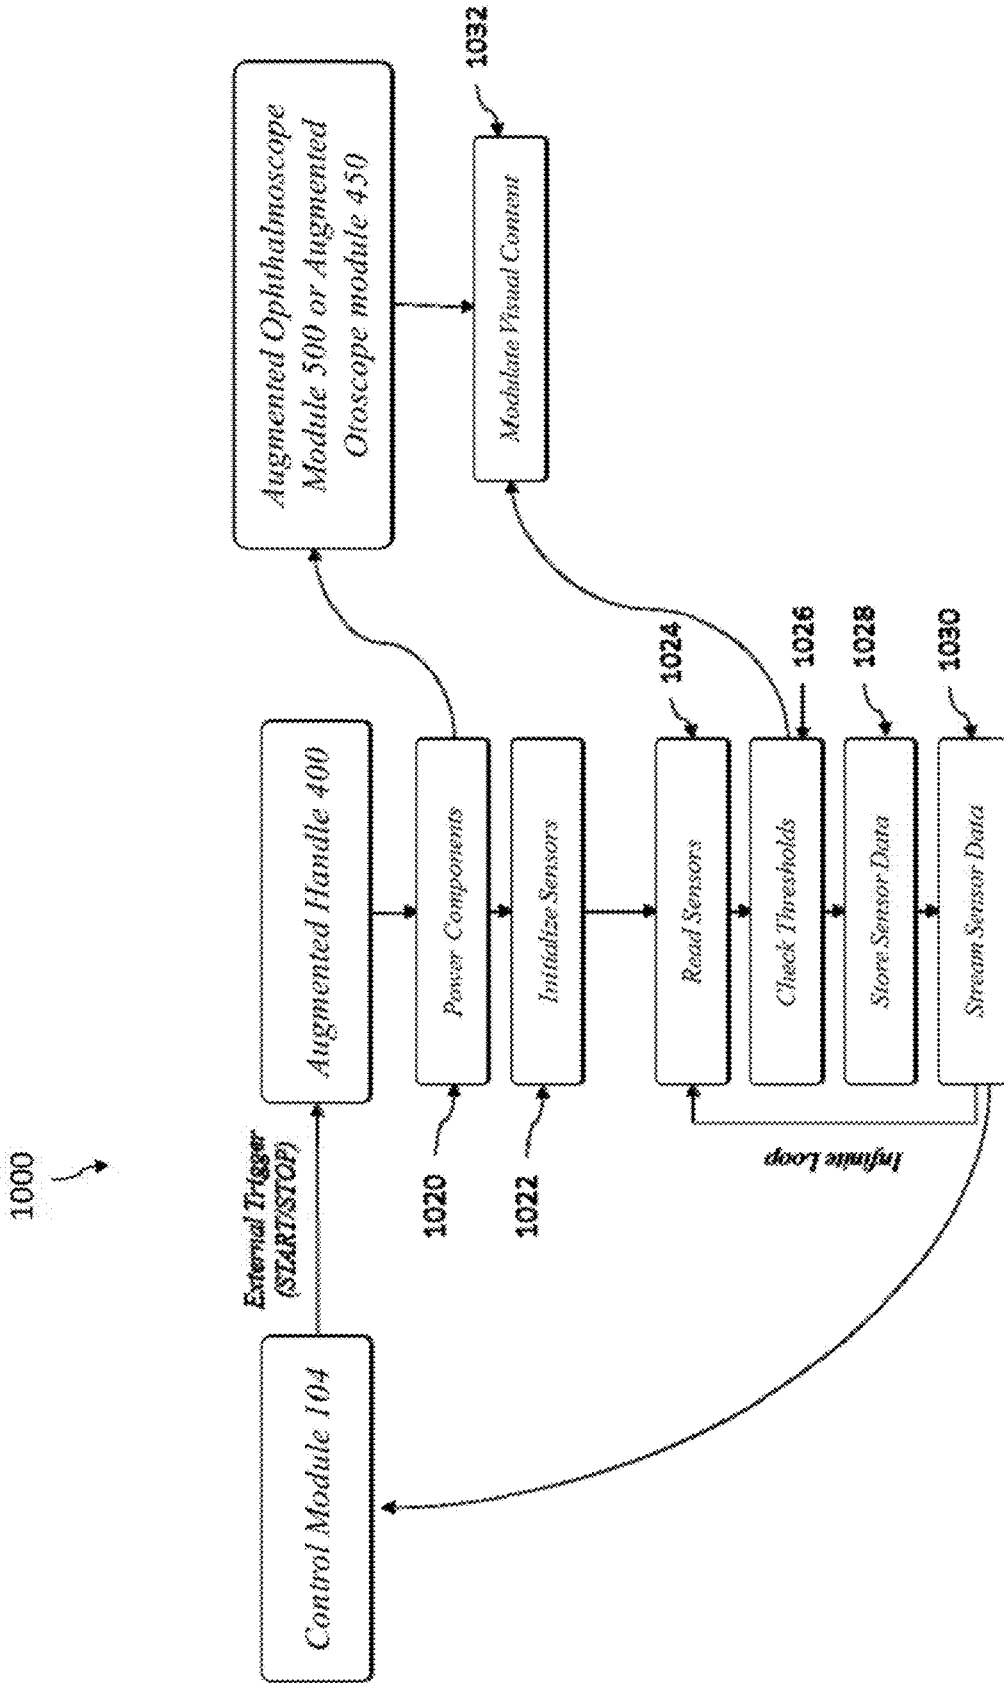 1000
Control Module 104
External Trigger
(START/STOP)
Augmented Handle 400
Augmented Ophthalmoscope
Module 500 or Augmented
Otoscope module 450
1020
Power Components
1022
Initialize Sensors
Modulate Visual Content
1032
Read Sensors
1024
Check Thresholds
1026
Store Sensor Data
1028
Stream Sensor Data
1030
Infinite Loop